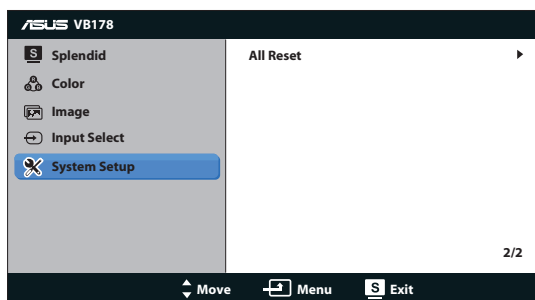 ASUS VB178
S Splendid
All Reset
Color
Image
Input Select
System Setup
2/2
Move Menu S Exit